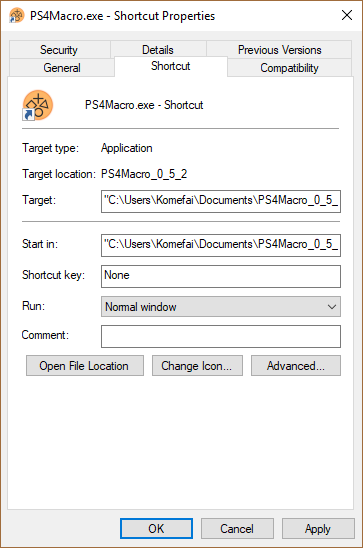 PS4Macro.exe - Shortcut Properties
Security Details Previous Versions
General Shortcut Compatibility
PS4Macro.exe - Shortcut
Target type: Application
Target location: PS4Macro_0_5_2
Target: "C:\Users\Komefai\Documents\PS4Macro_0_5_
Start in: "C:\Users\Komefai\Documents\PS4Macro_0_5_
Shortcut key: None
Run: Normal window
Comment:
Open File Location Change Icon... Advanced...
OK Cancel Apply